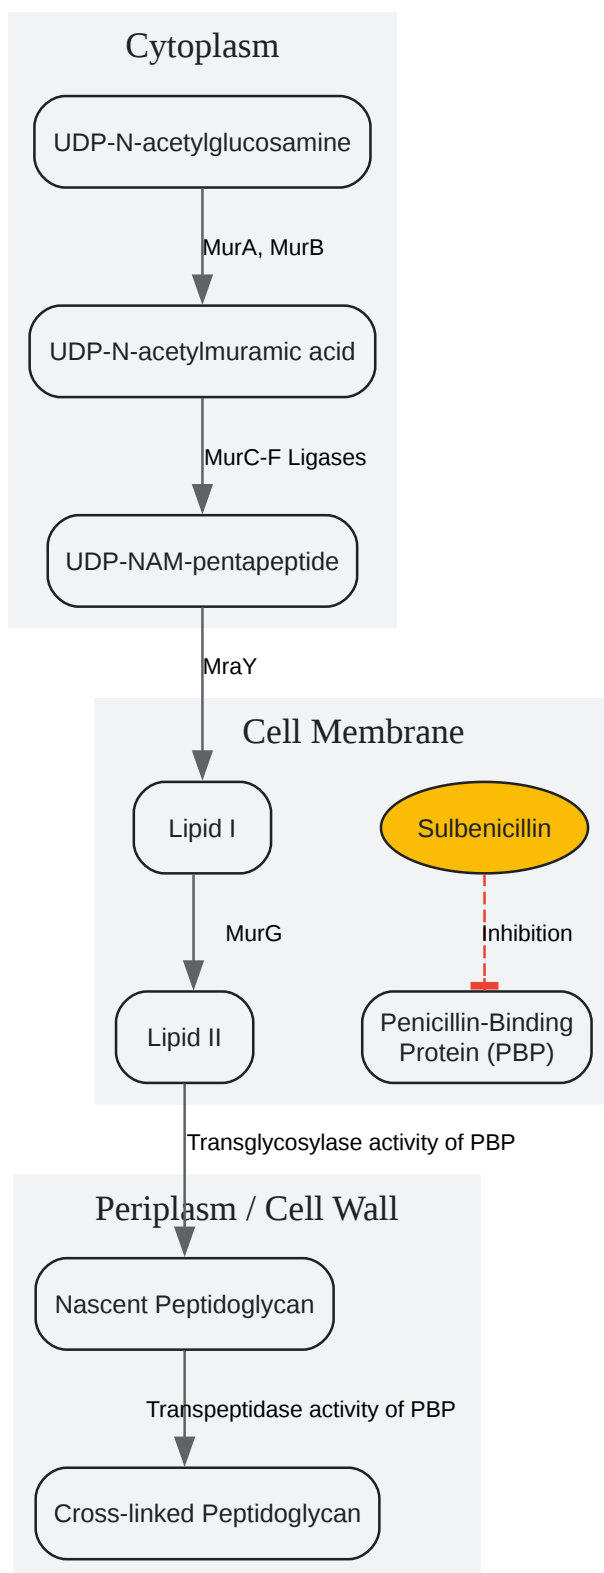 Cytoplasm
UDP-N-acetylglucosamine
MurA, MurB
UDP-N-acetylmuramic acid
MurC-F Ligases
UDP-NAM-pentapeptide
MraY
Cell Membrane
Lipid I
Sulbenicillin
MurG
Inhibition
Lipid II
Penicillin-Binding
Protein (PBP)
Transglycosylase activity of PBP
Periplasm / Cell Wall
Nascent Peptidoglycan
Transpeptidase activity of PBP
Cross-linked Peptidoglycan